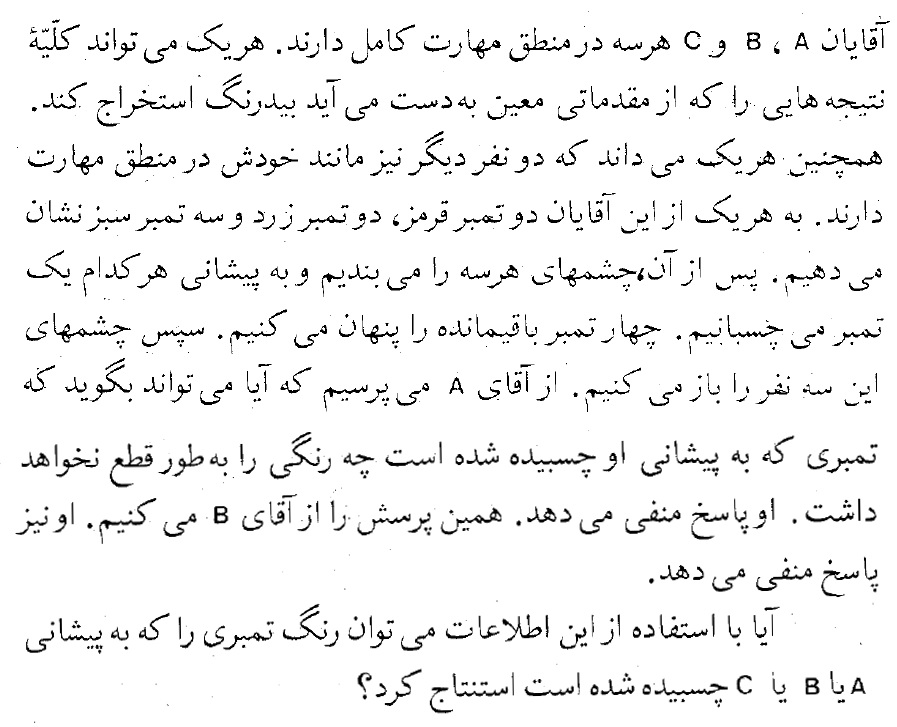 آقایان A ، B و C هرسه در منطق مهارت کامل دارند. هریک می تواند کلّیّهٔ
نتیجه هایی را که از مقدماتی معین به دست می آید بیدرنگ استخراج کند.
همچنین هریک می داند که دو نفر دیگر نیز مانند خودش در منطق مهارت
دارند. به هریک از این آقایان دو تمبر قرمز، دو تمبر زرد و سه تمبر سبز نشان
می دهیم. پس از آن، چشمهای هرسه را می بندیم و به پیشانی هر کدام یک
تمبر می چسبانیم. چهار تمبر باقیمانده را پنهان می کنیم. سپس چشمهای
این سه نفر را باز می کنیم. از آقای A می پرسیم که آیا می تواند بگوید که
تمبری که به پیشانی او چسبیده شده است چه رنگی را به طور قطع نخواهد
داشت. او پاسخ منفی می دهد. همین پرسش را از آقای B می کنیم. او نیز
پاسخ منفی می دهد.
آیا با استفاده از این اطلاعات می توان رنگ تمبری را که به پیشانی
A یا B یا C چسبیده شده است استنتاج کرد؟